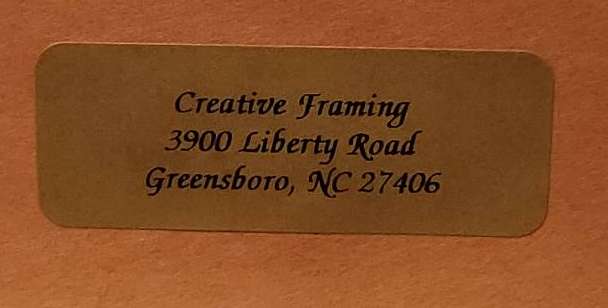 Creative Framing
3900 Liberty Road
Greensboro, NC 27406